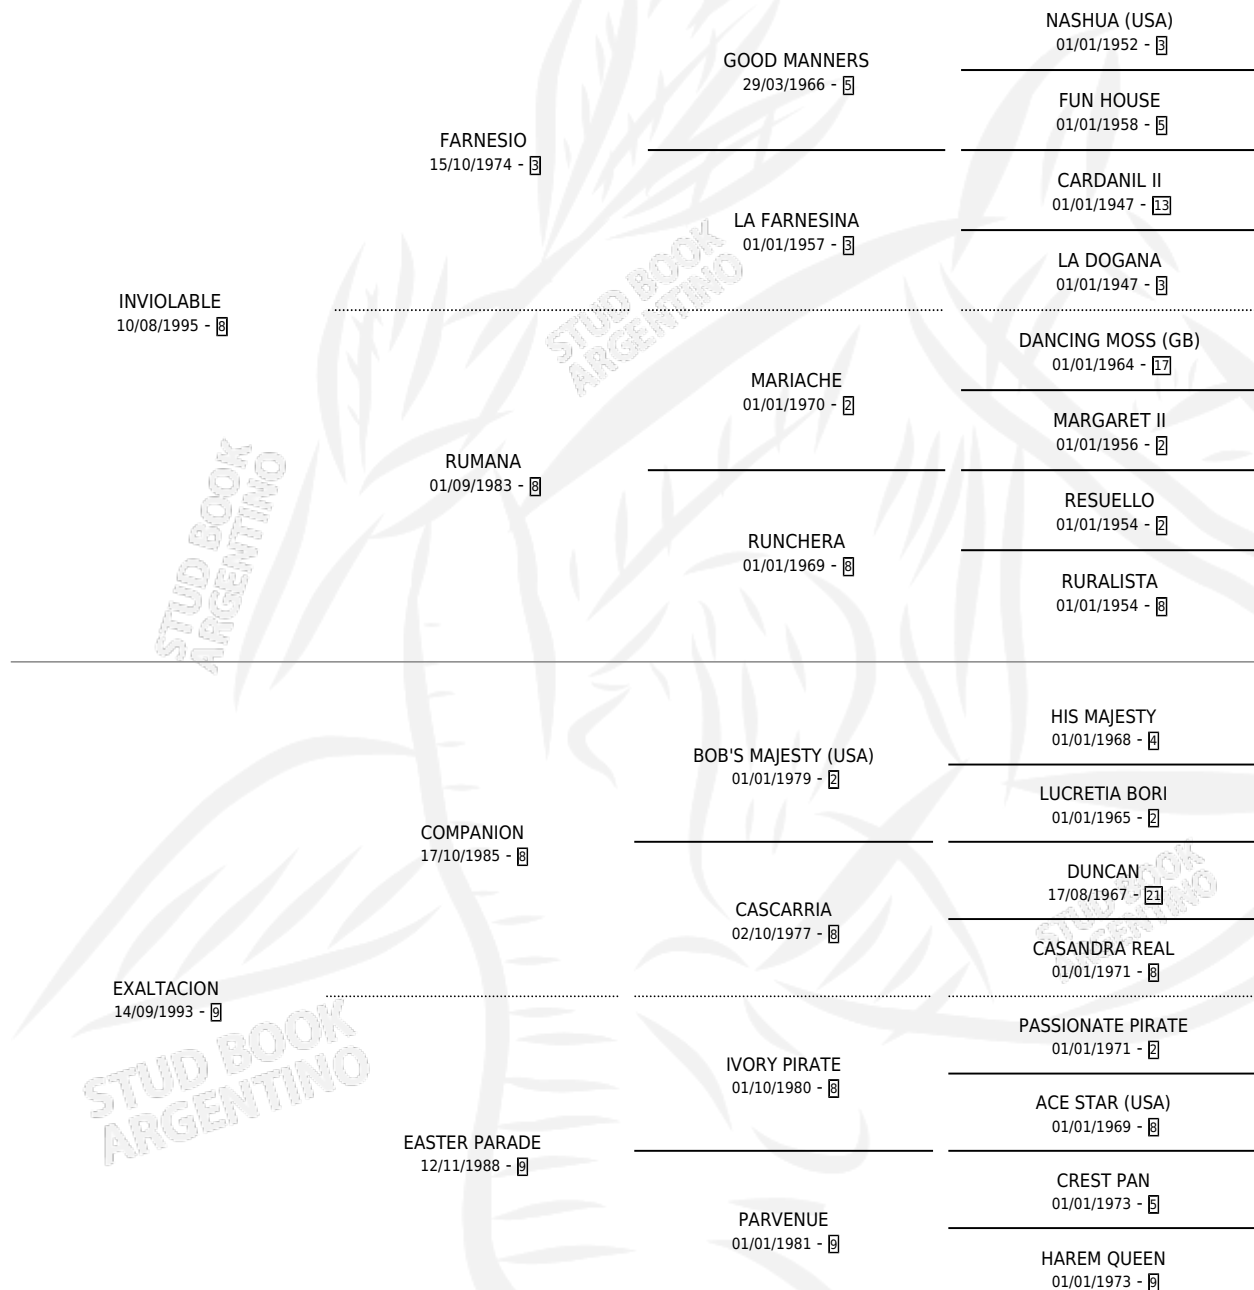 NASHUA (USA)
01/01/1952 - 3
GOOD MANNERS
29/03/1966 - 5
FUN HOUSE
01/01/1958 - 5
FARNESIO
15/10/1974 - 3
CARDANIL II
01/01/1947 - 13
LA FARNESINA
01/01/1957 - 3
LA DOGANA
01/01/1947 - 3
INVIOLABLE
10/08/1995 - 8
DANCING MOSS (GB)
01/01/1964 - 17
MARIACHE
01/01/1970 - 2
MARGARET II
01/01/1956 - 2
RUMANA
01/09/1983 - 8
RESUELLO
01/01/1954 - 2
RUNCHERA
01/01/1969 - 8
RURALISTA
01/01/1954 - 8
HIS MAJESTY
01/01/1968 - 4
BOB'S MAJESTY (USA)
01/01/1979 - 2
LUCRETIA BORI
01/01/1965 - 2
COMPANION
17/10/1985 - 8
DUNCAN
17/08/1967 - 21
CASCARRIA
02/10/1977 - 8
CASANDRA REAL
01/01/1971 - 8
EXALTACION
14/09/1993 - 9
PASSIONATE PIRATE
01/01/1971 - 2
IVORY PIRATE
01/10/1980 - 8
ACE STAR (USA)
01/01/1969 - 8
EASTER PARADE
12/11/1988 - 9
CREST PAN
01/01/1973 - 5
PARVENUE
01/01/1981 - 9
HAREM QUEEN
01/01/1973 - 9
STUD BOOK
ARGENTINO
STUD BOOK
ARGENTINO
STUD BOOK
ARGENTINO
STUD BOOK
ARGENTINO